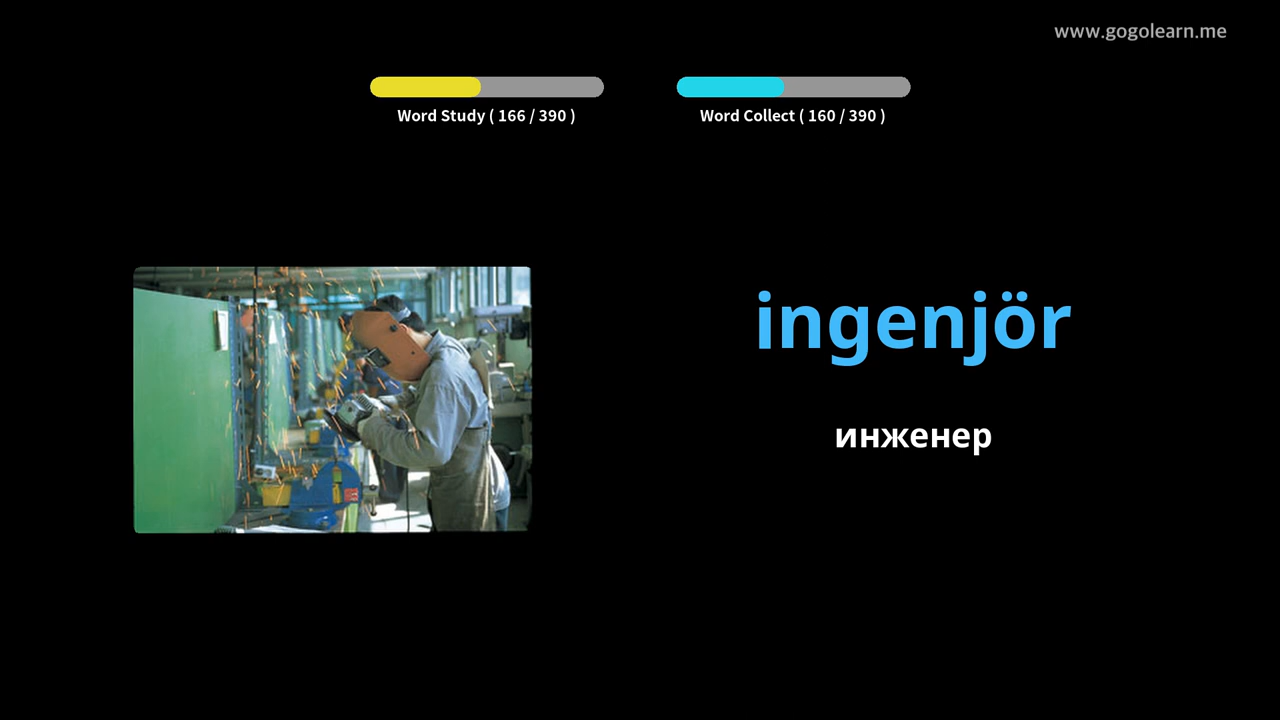 www.gogolearn.me
Word Study ( 166 / 390 )
Word Collect ( 160 / 390 )
ingenjör
инженер